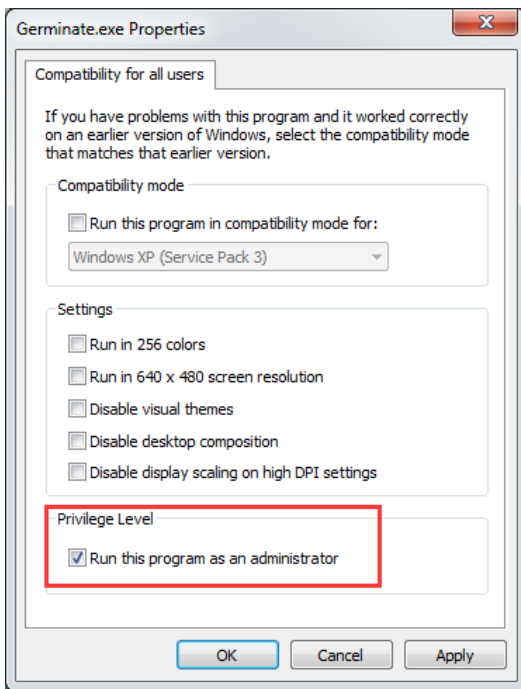 Germinate.exe Properties
Compatibility for all users
If you have problems with this program and it worked correctly
on an earlier version of Windows, select the compatibility mode
that matches that earlier version.
Compatibility mode
Run this program in compatibility mode for:
Windows XP (Service Pack 3)
Settings
Run in 256 colors
Run in 640 x 480 screen resolution
Disable visual themes
Disable desktop composition
Disable display scaling on high DPI settings
Privilege Level
Run this program as an administrator
OK Cancel Apply